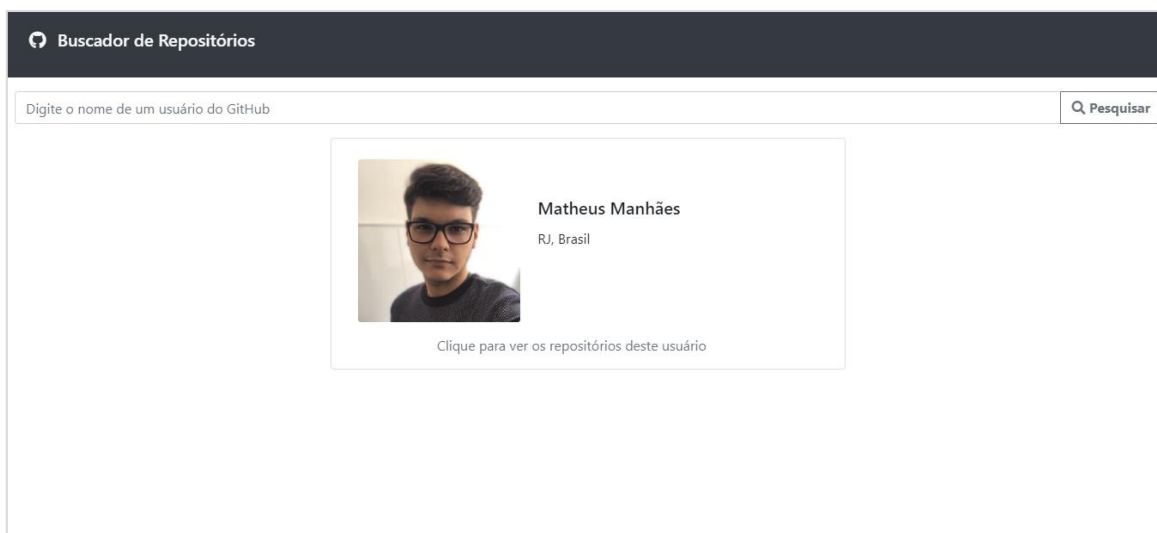 Buscador de Repositórios
Digite o nome de um usuário do GitHub
Pesquisar
Matheus Manhães
RJ, Brasil
Clique para ver os repositórios deste usuário